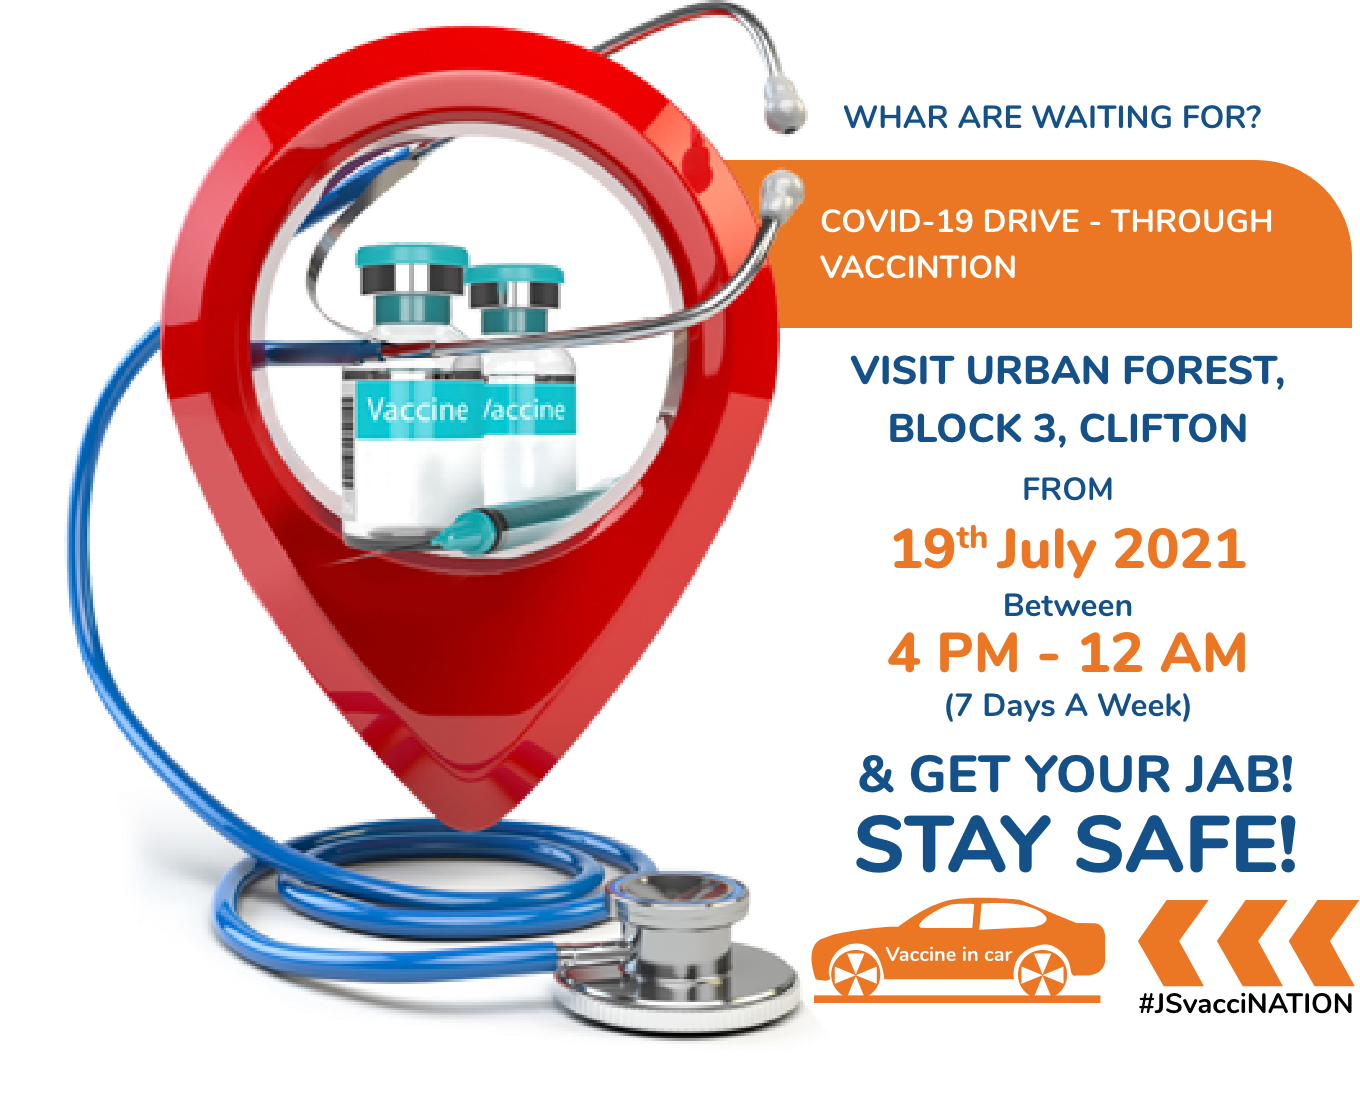 WHAR ARE WAITING FOR?
COVID-19 DRIVE - THROUGH
VACCINTION
Vaccine
Vaccine
VISIT URBAN FOREST,
BLOCK 3, CLIFTON
FROM
19th July 2021
Between
4 PM - 12 AM
(7 Days A Week)
& GET YOUR JAB!
STAY SAFE!
Vaccine in car
#JSvacciNATION